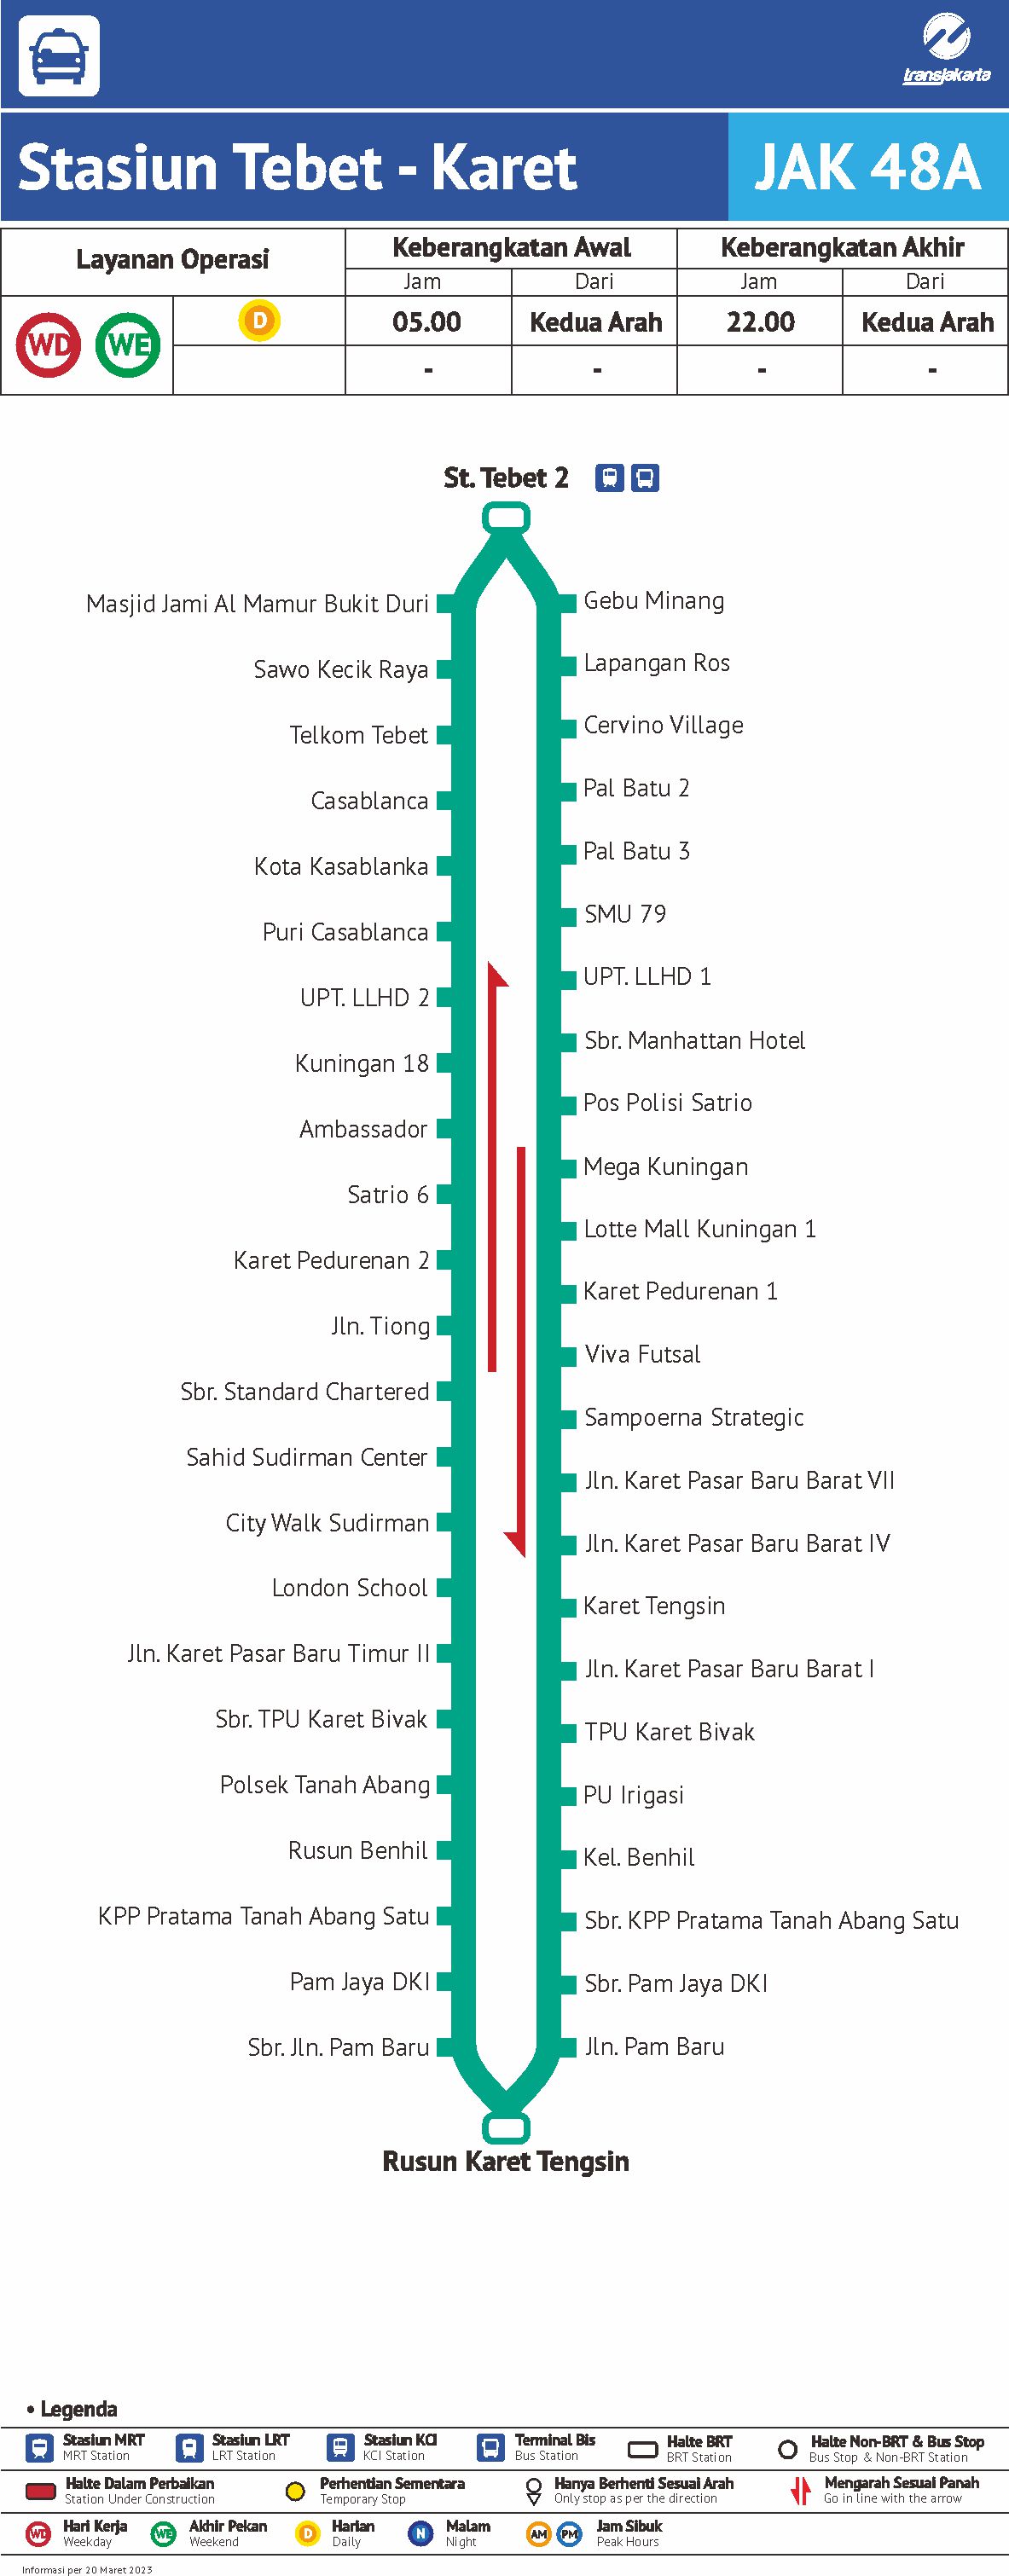 transjakarta
Stasiun Tebet - Karet
JAK 48A
Layanan Operasi
Keberangkatan Awal
Keberangkatan Akhir
Jam
Dari
Jam
Dari
WD
WE
D
05.00
Kedua Arah
22.00
Kedua Arah
-
-
-
-
St. Tebet 2
Masjid Jami Al Mamur Bukit Duri
Sawo Kecik Raya
Telkom Tebet
Casablanca
Kota Kasablanka
Puri Casablanca
UPT. LLHD 2
Kuningan 18
Ambassador
Satrio 6
Karet Pedurenan 2
Jln. Tiong
Sbr. Standard Chartered
Sahid Sudirman Center
City Walk Sudirman
London School
Jln. Karet Pasar Baru Timur II
Sbr. TPU Karet Bivak
Polsek Tanah Abang
Rusun Benhil
KPP Pratama Tanah Abang Satu
Pam Jaya DKI
Sbr. Jln. Pam Baru
Gebu Minang
Lapangan Ros
Cervino Village
Pal Batu 2
Pal Batu 3
SMU 79
UPT. LLHD 1
Sbr. Manhattan Hotel
Pos Polisi Satrio
Mega Kuningan
Lotte Mall Kuningan 1
Karet Pedurenan 1
Viva Futsal
Sampoerna Strategic
Jln. Karet Pasar Baru Barat VII
Jln. Karet Pasar Baru Barat IV
Karet Tengsin
Jln. Karet Pasar Baru Barat I
TPU Karet Bivak
PU Irigasi
Kel. Benhil
Sbr. KPP Pratama Tanah Abang Satu
Sbr. Pam Jaya DKI
Jln. Pam Baru
Rusun Karet Tengsin
• Legenda
Stasiun MRT
MRT Station
Stasiun LRT
LRT Station
Stasiun KCI
KCI Station
Terminal Bis
Bus Station
Halte BRT
BRT Station
Halte Non-BRT & Bus Stop
Bus Stop & Non-BRT Station
Halte Dalam Perbaikan
Station Under Construction
Perhentian Sementara
Temporary Stop
Hanya Berhenti Sesuai Arah
Only stop as per the direction
Mengarah Sesuai Panah
Go in line with the arrow
WD
Hari Kerja
Weekday
WE
Akhir Pekan
Weekend
D
Harian
Daily
N
Malam
Night
AM
PM
Jam Sibuk
Peak Hours
Informasi per 20 Maret 2023